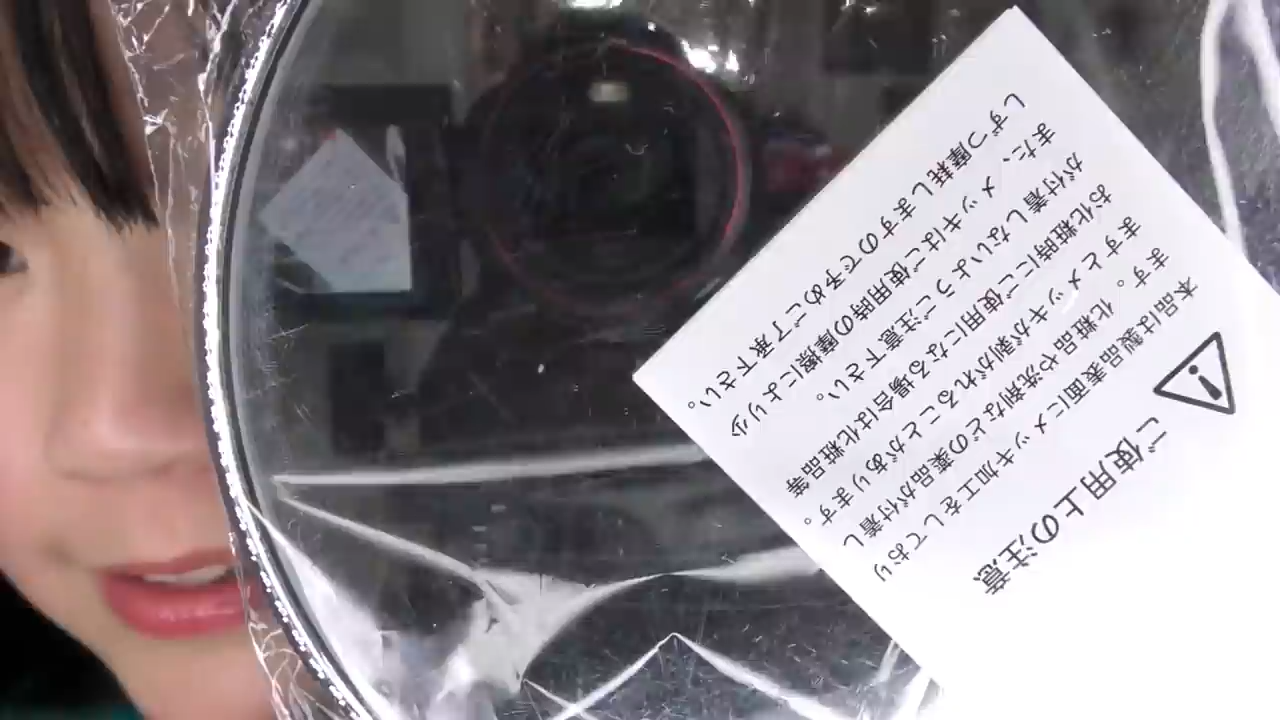 ご使用上の注意
本品は製品表面にメッキ加工をしており
ます。化粧品や洗剤などの薬品が付着し
ますとメッキが剥がれることがあります。
お化粧時にご使用になる場合は化粧品等
が付着しないようご注意下さい。
また、メッキはご使用時の摩擦により少
しずつ摩耗しますので予めご了承下さい。